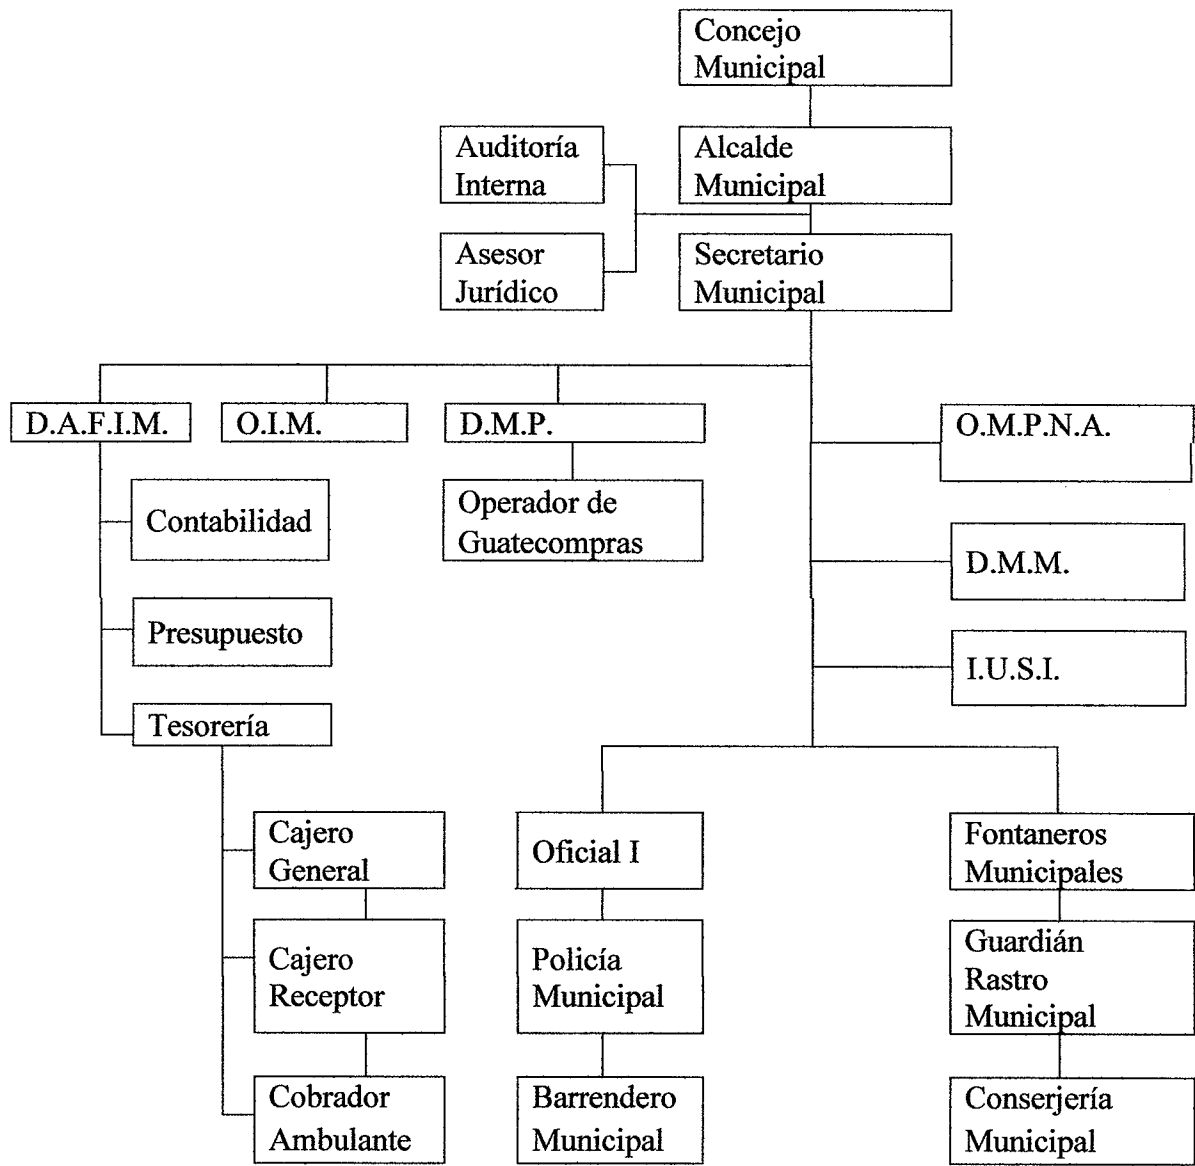 Concejo
Municipal
Auditoría
Interna
Alcalde
Municipal
Asesor
Jurídico
Secretario
Municipal
D.A.F.I.M.
O.I.M.
D.M.P.
O.M.P.N.A.
Contabilidad
Operador de
Guatecompras
D.M.M.
Presupuesto
I.U.S.I.
Tesorería
Cajero
General
Oficial I
Fontaneros
Municipales
Cajero
Receptor
Policía
Municipal
Guardián
Rastro
Municipal
Cobrador
Ambulante
Barrendero
Municipal
Conserjería
Municipal